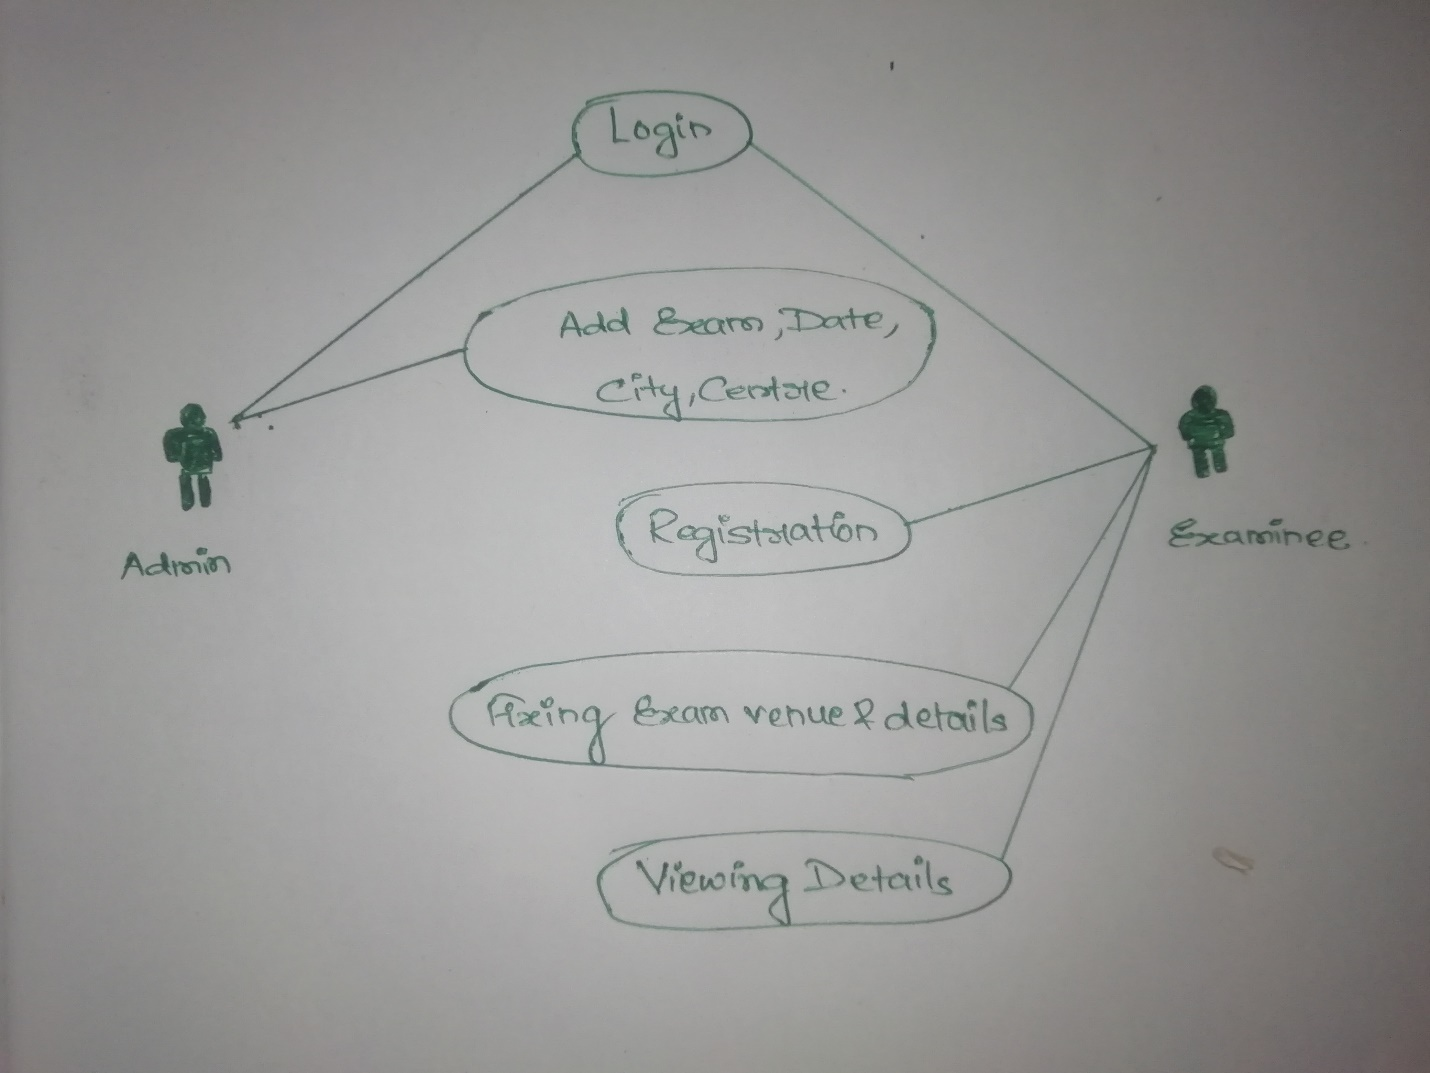 Login
Add Exam, Date,
City, Centre.
Registration
Admin
Examinee.
Fixing Exam venue & details
Viewing Details